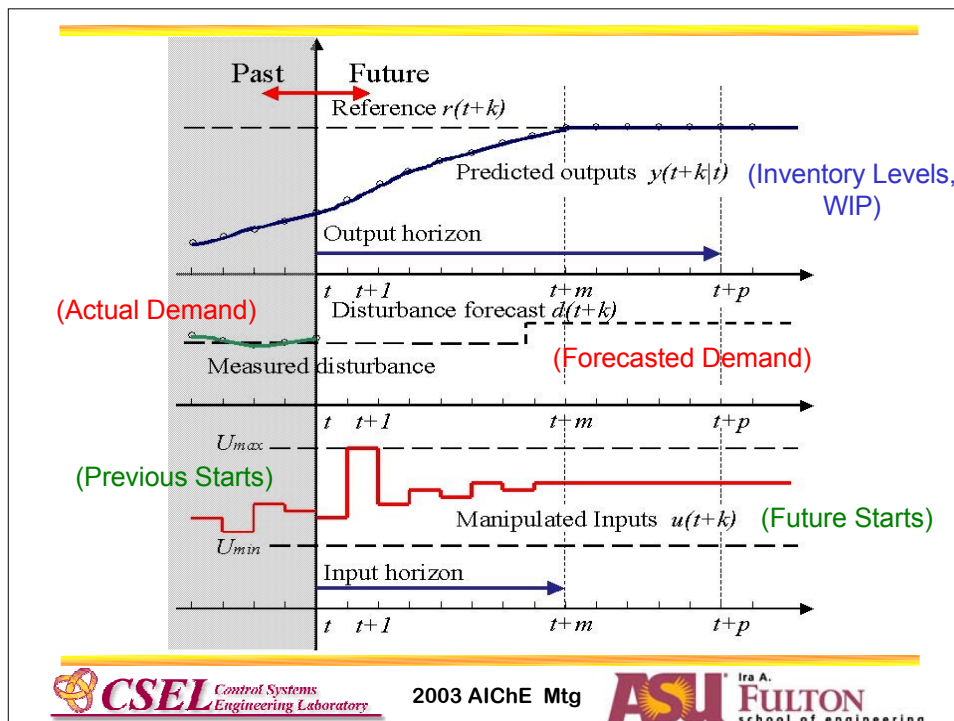 Past Future
Reference r(t+k)
Predicted outputs y(t+k|t)
(Inventory Levels,
WIP)
Output horizon
t t+1 t+m t+p
(Actual Demand)
Disturbance forecast d(t+k)
(Forecasted Demand)
Measured disturbance
t t+1 t+m t+p
Umax
(Previous Starts)
Manipulated Inputs u(t+k)
(Future Starts)
Umin
Input horizon
t t+1 t+m t+p
CSEL Control Systems
Engineering Laboratory
2003 AIChE Mtg
ASU
Ira A.
FULTON
school of engineering